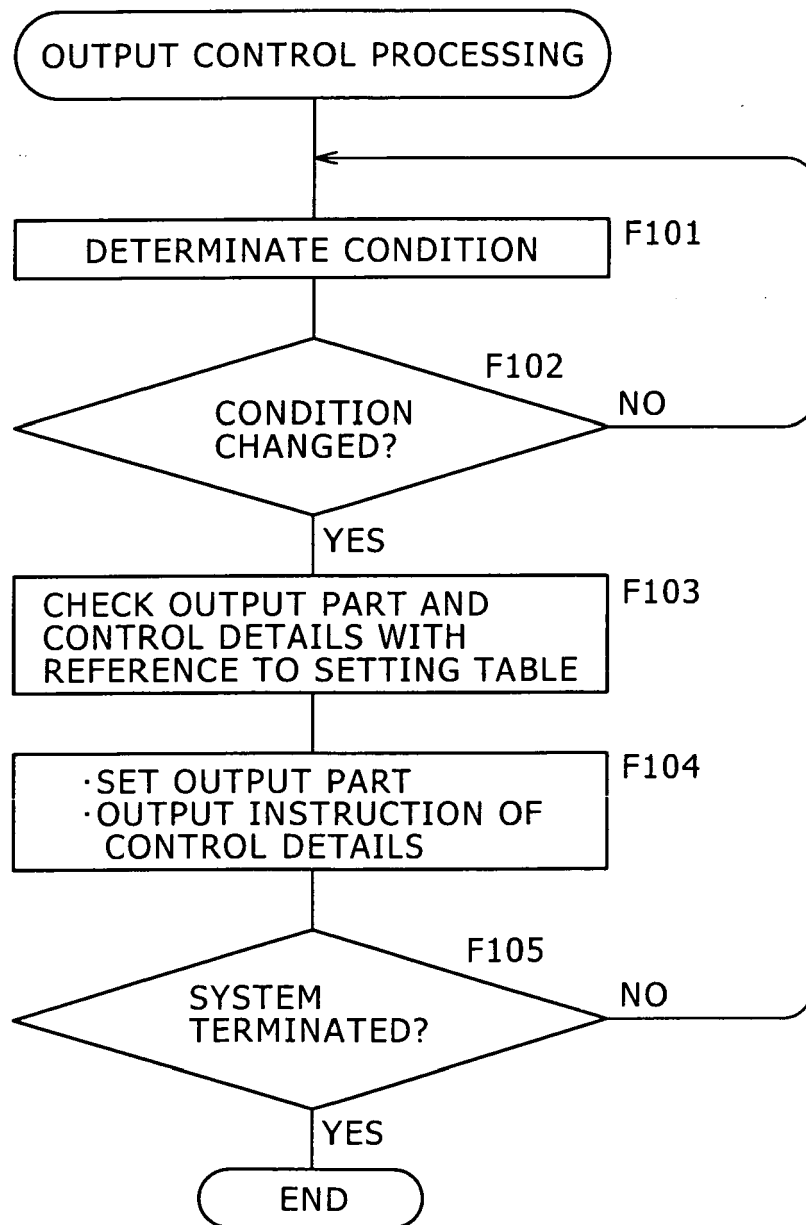 OUTPUT CONTROL PROCESSING
DETERMINATE CONDITION
F101
F102
CONDITION
CHANGED?
NO
YES
CHECK OUTPUT PART AND
CONTROL DETAILS WITH
REFERENCE TO SETTING TABLE
F103
·SET OUTPUT PART
·OUTPUT INSTRUCTION OF
CONTROL DETAILS
F104
F105
SYSTEM
TERMINATED?
NO
YES
END